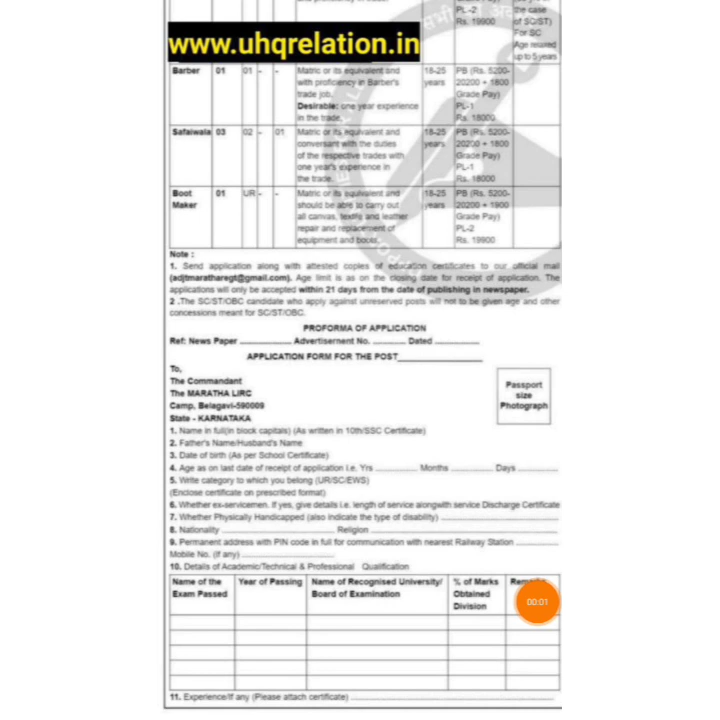 PL-2 the case
Rs. 19900 of SC/ST)
For SC
Age relaxed
up to 5 years
www.uhqrelation.in
Barber 01 01 - - Matric or its equivalent and 18-25 PB (Rs. 5200-
with proficiency in Barber's years 20200 + 1800
trade job. Grade Pay)
Desirable: one year experience PL-1
in the trade. Rs. 18000
Safaiwala 03 02 - 01 Matric or its equivalent and 18-25 PB (Rs. 5200-
conversant with the duties years 20200 + 1800
of the respective trades with Grade Pay)
one year's experience in PL-1
the trade. Rs. 18000
Boot 01 UR - - Matric or its equivalent and 18-25 PB (Rs. 5200-
Maker should be able to carry out years 20200 + 1900
all canvas, textile and leather Grade Pay)
repair and replacement of PL-2
equipment and boots. Rs. 19900
Note :
1. Send application along with attested copies of education certificates to our official mail
(adjtmaratharegt@gmail.com). Age limit is as on the closing date for receipt of application. The
applications will only be accepted within 21 days from the date of publishing in newspaper.
2 .The SC/ST/OBC candidate who apply against unreserved posts will not to be given age and other
concessions meant for SC/ST/OBC.
PROFORMA OF APPLICATION
Ref: News Paper Advertisement No. Dated
APPLICATION FORM FOR THE POST
To,
The Commandant
The MARATHA LIRC
Camp, Belagavi-590009
State - KARNATAKA
Passport
size
Photograph
1. Name in full(in block capitals) (As written in 10th/SSC Certificate)
2. Father's Name/Husband's Name
3. Date of birth (As per School Certificate)
4. Age as on last date of receipt of application i.e. Yrs Months Days
5. Write category to which you belong (UR/SC/EWS)
(Enclose certificate on prescribed format)
6. Whether ex-servicemen. If yes, give details i.e. length of service alongwith service Discharge Certificate
7. Whether Physically Handicapped (also indicate the type of disability)
8. Nationality Religion
9. Permanent address with PIN code in full for communication with nearest Railway Station
Mobile No. (if any)
10. Details of Academic/Technical & Professional Qualification
Name of the Year of Passing Name of Recognised University/ % of Marks
Exam Passed Board of Examination Obtained
Division
00:01
11. Experience/if any (Please attach certificate)